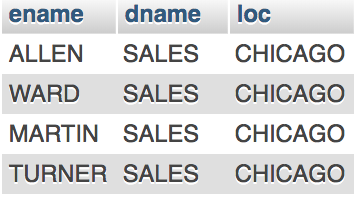 ename dname loc
ALLEN SALES CHICAGO
WARD SALES CHICAGO
MARTIN SALES CHICAGO
TURNER SALES CHICAGO